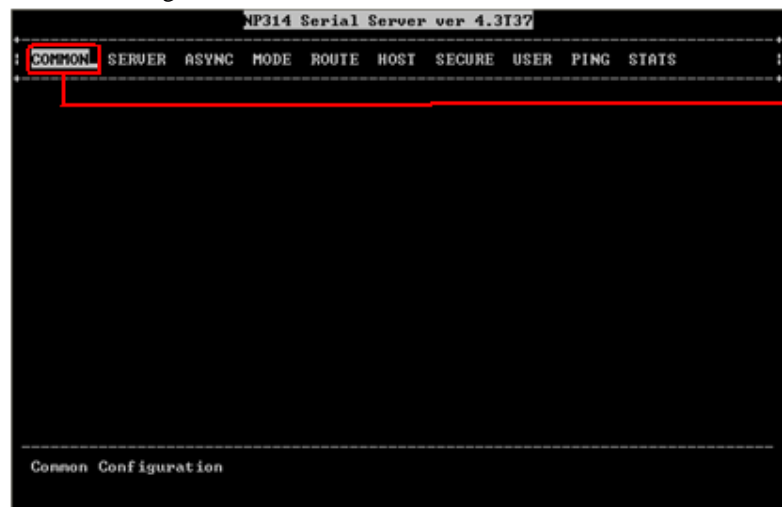 NP314 Serial Server ver 4.3T37
COMMON SERVER ASYNC MODE ROUTE HOST SECURE USER PING STATS
Common Configuration